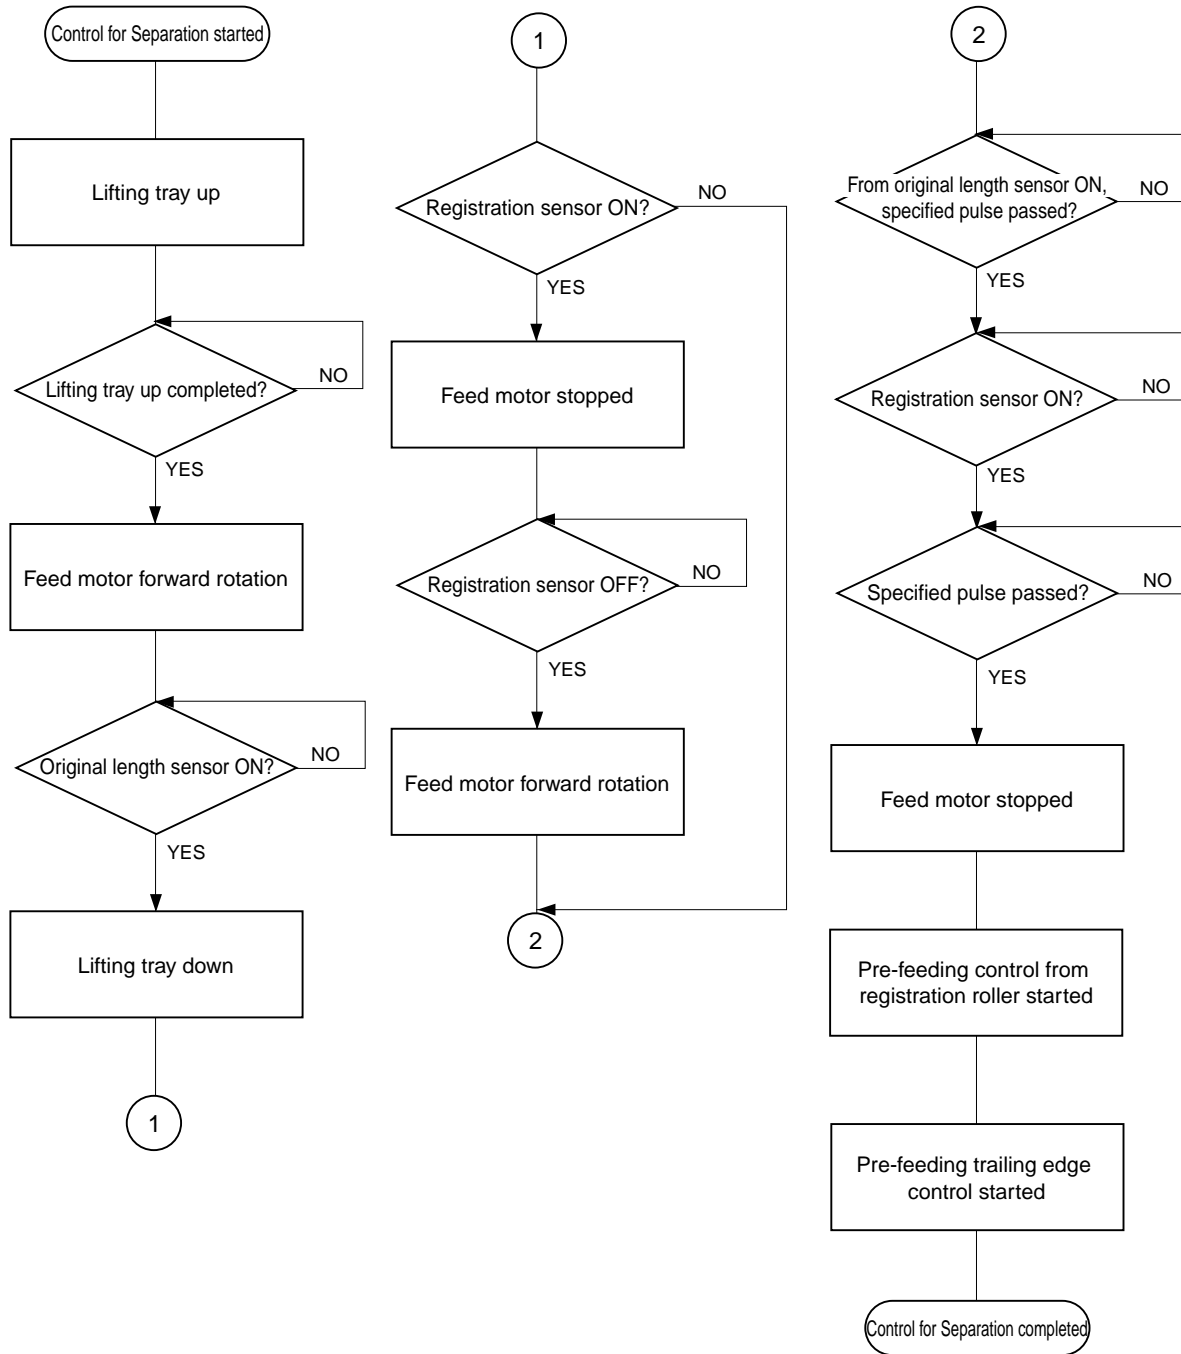 Control for Separation started
Lifting tray up
Lifting tray up completed?
NO
YES
Feed motor forward rotation
Original length sensor ON?
NO
YES
Lifting tray down
1
1
Registration sensor ON?
NO
YES
Feed motor stopped
Registration sensor OFF?
NO
YES
Feed motor forward rotation
2
2
From original length sensor ON,
specified pulse passed?
NO
YES
Registration sensor ON?
NO
YES
Specified pulse passed?
NO
YES
Feed motor stopped
Pre-feeding control from
registration roller started
Pre-feeding trailing edge
control started
Control for Separation completed